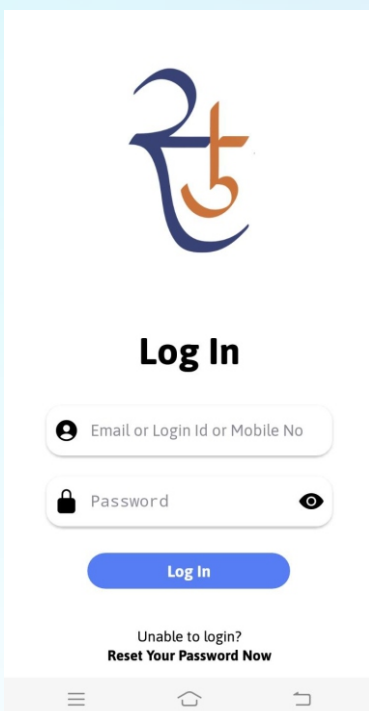 Log In
Email or Login Id or Mobile No
Password
Log In
Unable to login?
Reset Your Password Now